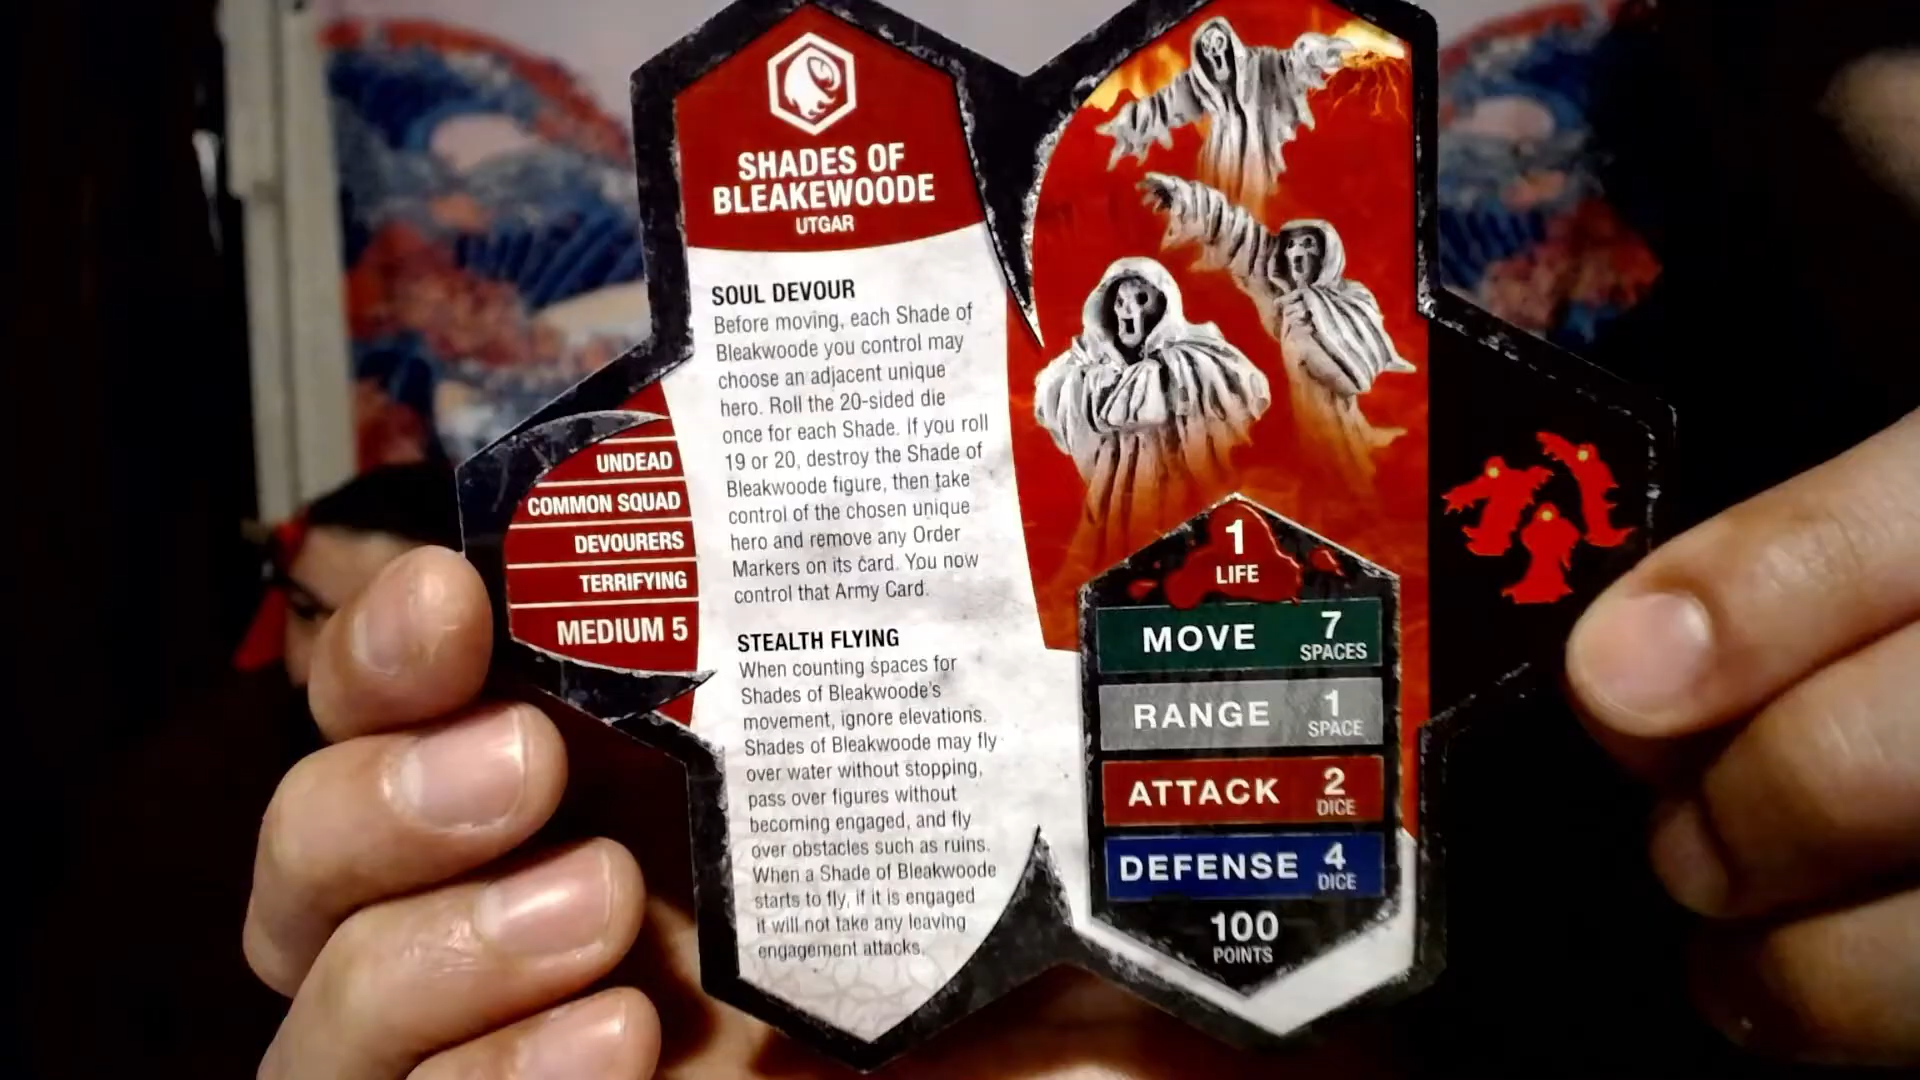 SHADES OF
BLEAKEWOODE
UTGAR
SOUL DEVOUR
Before moving, each Shade of
Bleakwoode you control may
choose an adjacent unique
hero. Roll the 20-sided die
once for each Shade. If you roll
19 or 20, destroy the Shade of
Bleakwoode figure, then take
control of the chosen unique
hero and remove any Order
Markers on its card. You now
control that Army Card.
STEALTH FLYING
When counting spaces for
Shades of Bleakwoode's
movement, ignore elevations.
Shades of Bleakwoode may fly
over water without stopping,
pass over figures without
becoming engaged, and fly
over obstacles such as ruins.
When a Shade of Bleakwoode
starts to fly, if it is engaged
it will not take any leaving
engagement attacks.
UNDEAD
COMMON SQUAD
DEVOURERS
TERRIFYING
MEDIUM 5
1
LIFE
MOVE 7
SPACES
RANGE 1
SPACE
ATTACK 2
DICE
DEFENSE 4
DICE
100
POINTS